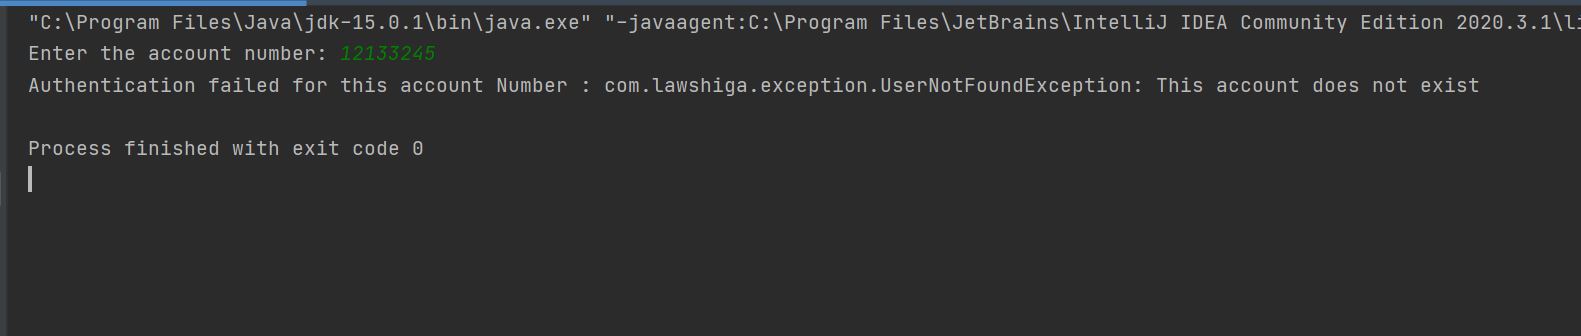 "C:\Program Files\Java\jdk-15.0.1\bin\java.exe" "-javaagent:C:\Program Files\JetBrains\IntelliJ IDEA Community Edition 2020.3.1\li
Enter the account number: 12133245
Authentication failed for this account Number : com.lawshiga.exception.UserNotFoundException: This account does not exist
Process finished with exit code 0